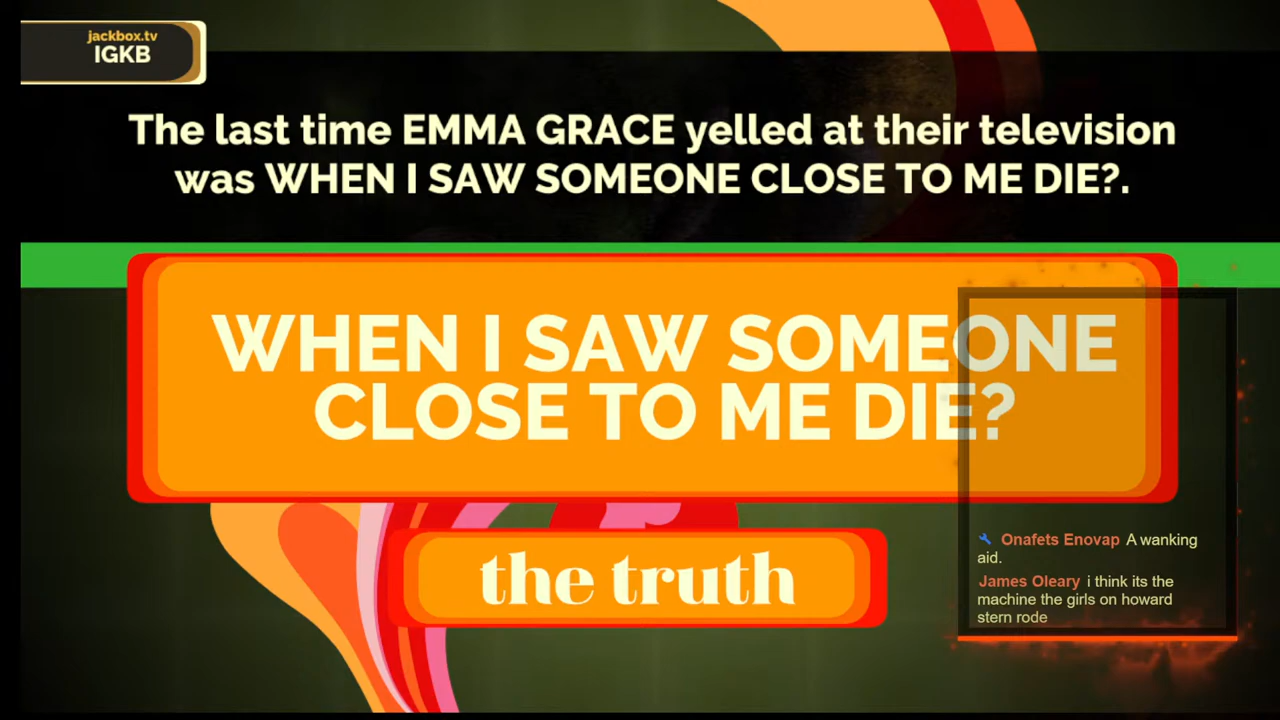 jackbox.tv
IGKB
The last time EMMA GRACE yelled at their television
was WHEN I SAW SOMEONE CLOSE TO ME DIE?.
WHEN I SAW SOMEONE
CLOSE TO ME DIE?
the truth
Onafets Enovap A wanking
aid.
James Oleary i think its the
machine the girls on howard
stern rode